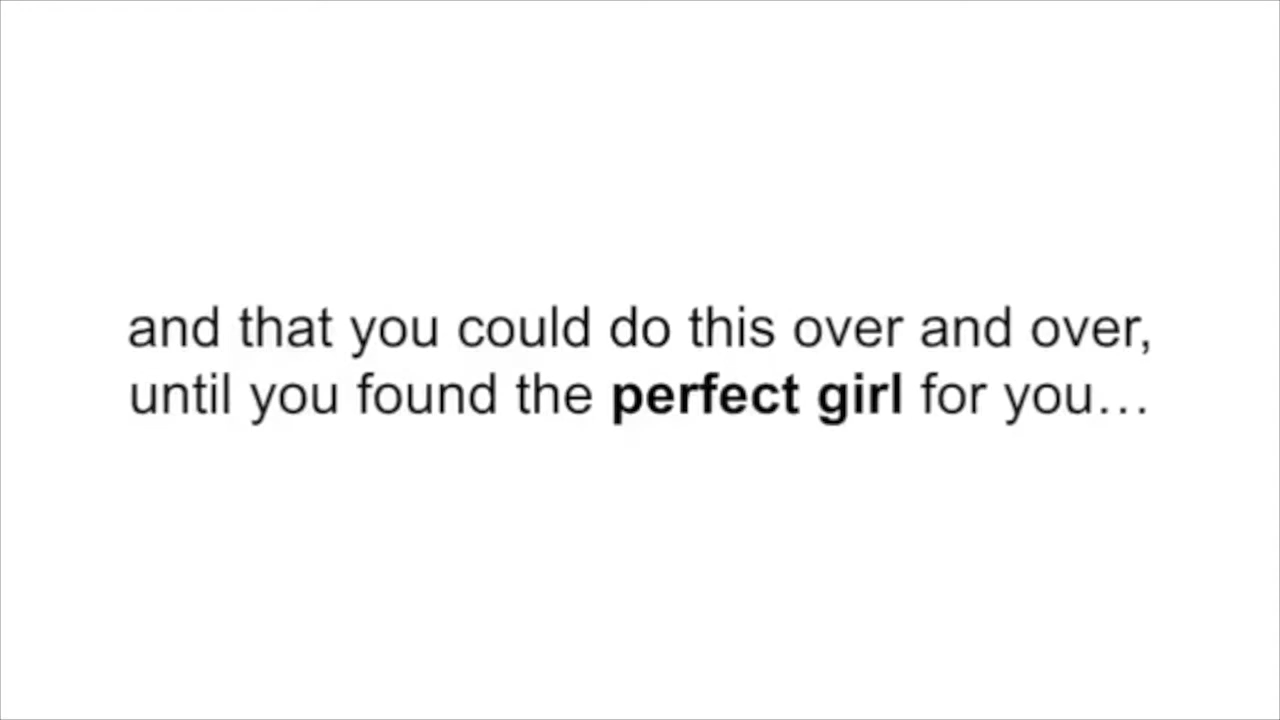 and that you could do this over and over,
until you found the perfect girl for you…